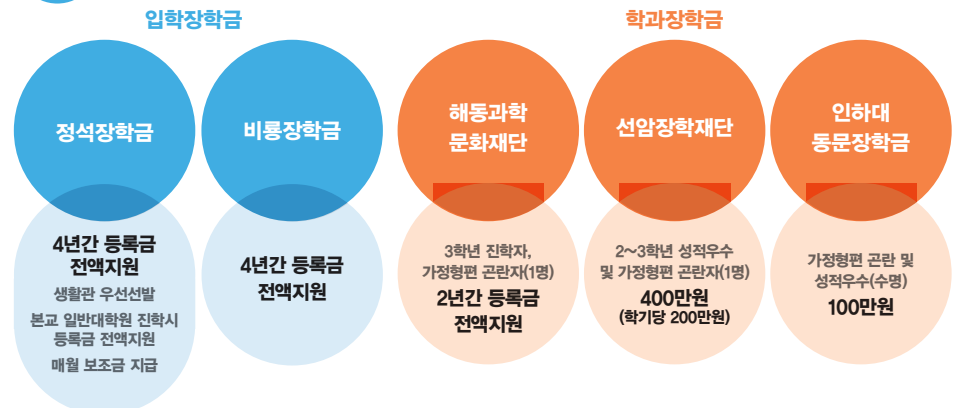 입학장학금
학과장학금
정석장학금
4년간 등록금
전액지원
생활관 우선선발
본교 일반대학원 진학시
등록금 전액지원
매월 보조금 지급
비룡장학금
4년간 등록금
전액지원
해동과학
문화재단
3학년 진학자,
가정형편 곤란자(1명)
2년간 등록금
전액지원
선암장학재단
2~3학년 성적우수
및 가정형편 곤란자(1명)
400만원
(학기당 200만원)
인하대
동문장학금
가정형편 곤란 및
성적우수(수명)
100만원